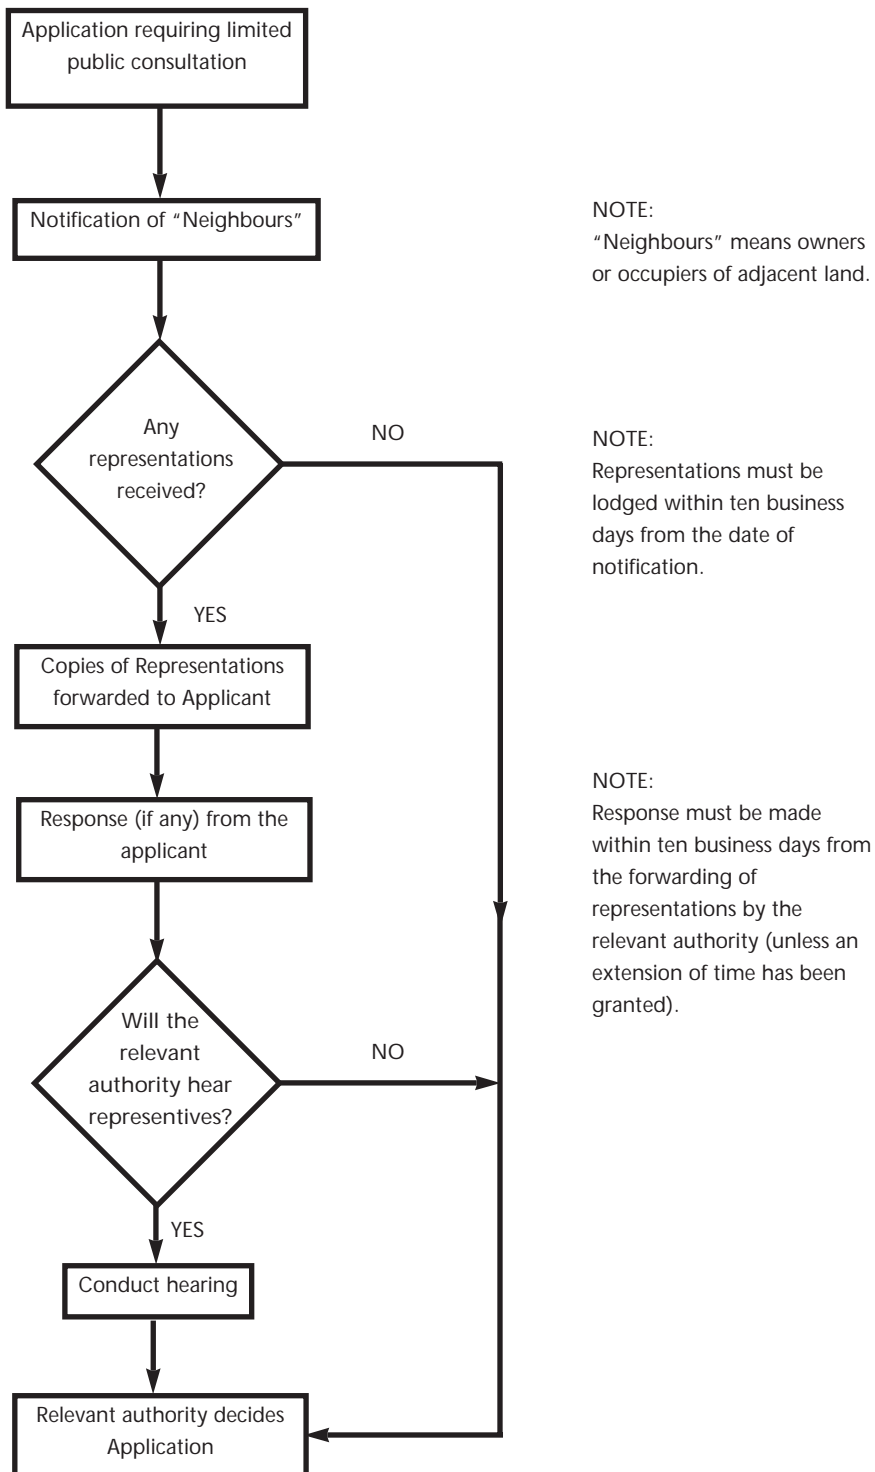 Application requiring limited
public consultation
Notification of “Neighbours”
NOTE:
“Neighbours” means owners
or occupiers of adjacent land.
Any
representations
received?
NO
NOTE:
Representations must be
lodged within ten business
days from the date of
notification.
YES
Copies of Representations
forwarded to Applicant
Response (if any) from the
applicant
NOTE:
Response must be made
within ten business days from
the forwarding of
representations by the
relevant authority (unless an
extension of time has been
granted).
Will the
relevant
authority hear
representives?
NO
YES
Conduct hearing
Relevant authority decides
Application